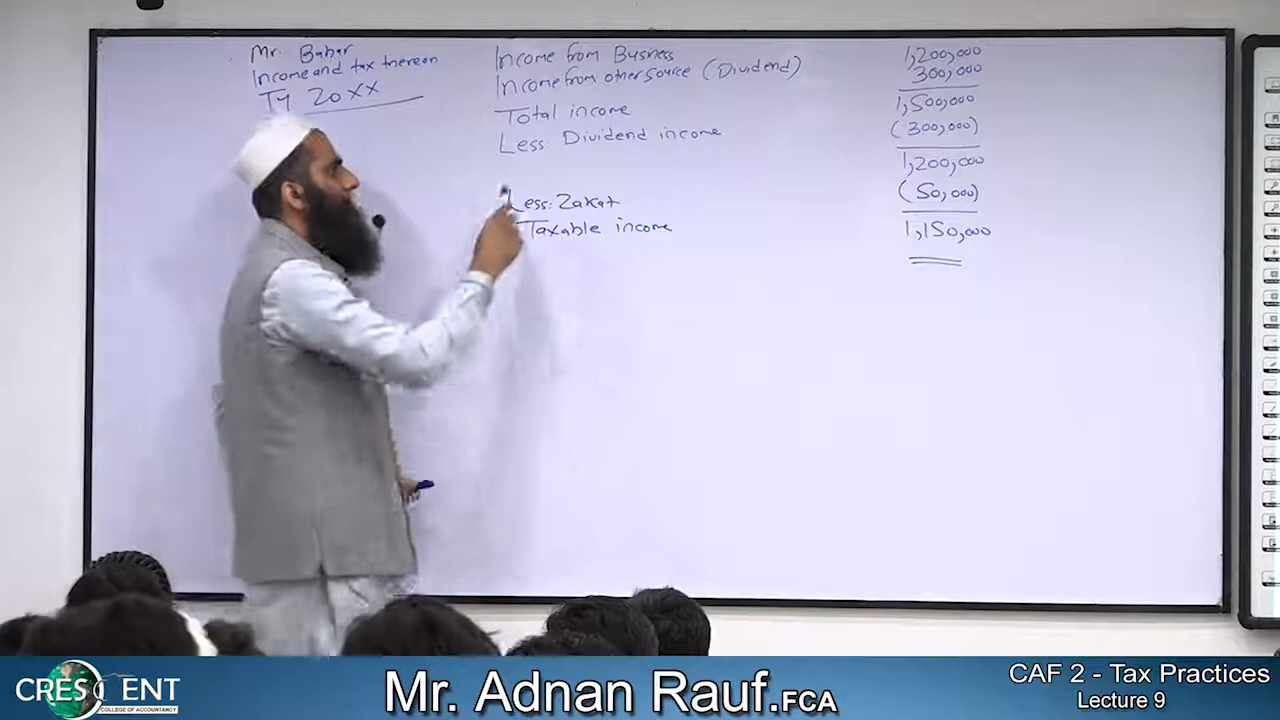 Mr. Babar
Income and tax thereon
TY 20XX
Income from Business 1,200,000
Income from other source (Dividend) 300,000
Total income 1,500,000
Less Dividend income (300,000)
1,200,000
Less: Zakat (50,000)
Taxable income 1,150,000
CRESCENT
COLLEGE OF ACCOUNTANCY
Mr. Adnan Rauf.FCA
CAF 2 - Tax Practices
Lecture 9